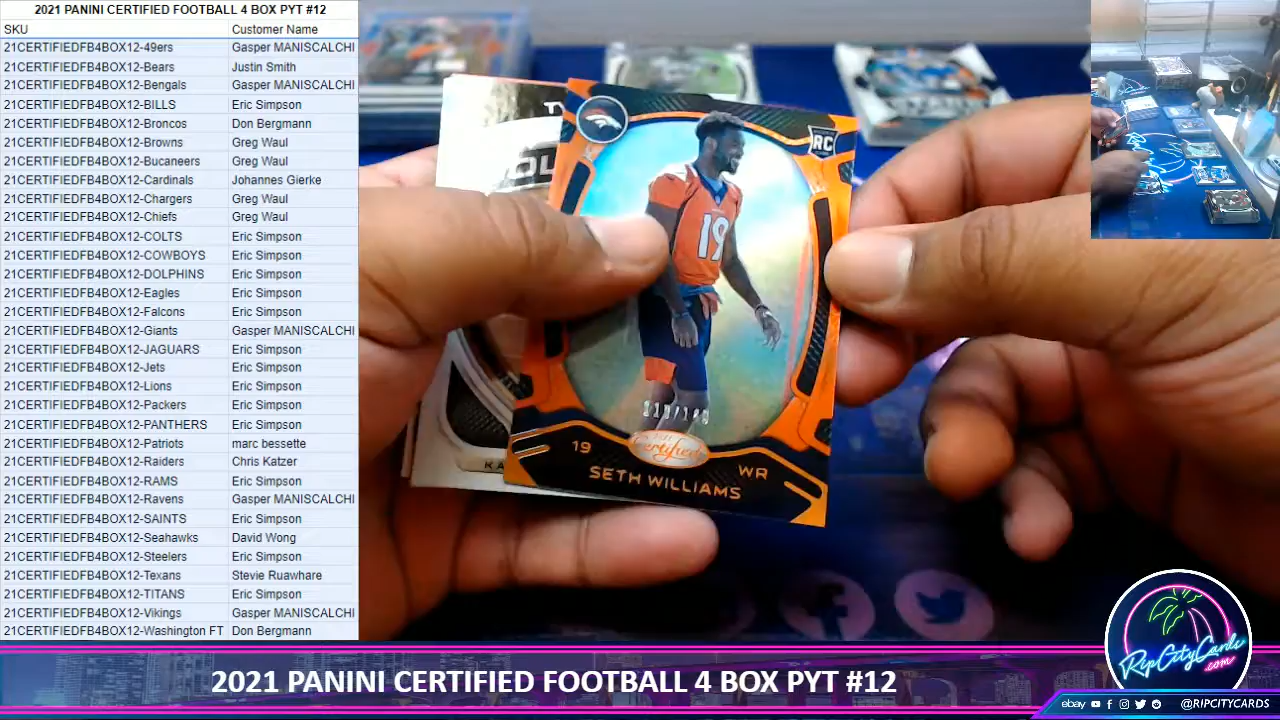 2021 PANINI CERTIFIED FOOTBALL 4 BOX PYT #12
SKU Customer Name
21CERTIFIEDFB4BOX12-49ers Gasper MANISCALCHI
21CERTIFIEDFB4BOX12-Bears Justin Smith
21CERTIFIEDFB4BOX12-Bengals Gasper MANISCALCHI
21CERTIFIEDFB4BOX12-BILLS Eric Simpson
21CERTIFIEDFB4BOX12-Broncos Don Bergmann
21CERTIFIEDFB4BOX12-Browns Greg Waul
21CERTIFIEDFB4BOX12-Bucaneers Greg Waul
21CERTIFIEDFB4BOX12-Cardinals Johannes Gierke
21CERTIFIEDFB4BOX12-Chargers Greg Waul
21CERTIFIEDFB4BOX12-Chiefs Greg Waul
21CERTIFIEDFB4BOX12-COLTS Eric Simpson
21CERTIFIEDFB4BOX12-COWBOYS Eric Simpson
21CERTIFIEDFB4BOX12-DOLPHINS Eric Simpson
21CERTIFIEDFB4BOX12-Eagles Eric Simpson
21CERTIFIEDFB4BOX12-Falcons Eric Simpson
21CERTIFIEDFB4BOX12-Giants Gasper MANISCALCHI
21CERTIFIEDFB4BOX12-JAGUARS Eric Simpson
21CERTIFIEDFB4BOX12-Jets Eric Simpson
21CERTIFIEDFB4BOX12-Lions Eric Simpson
21CERTIFIEDFB4BOX12-Packers Eric Simpson
21CERTIFIEDFB4BOX12-PANTHERS Eric Simpson
21CERTIFIEDFB4BOX12-Patriots marc bessette
21CERTIFIEDFB4BOX12-Raiders Chris Katzer
21CERTIFIEDFB4BOX12-RAMS Eric Simpson
21CERTIFIEDFB4BOX12-Ravens Gasper MANISCALCHI
21CERTIFIEDFB4BOX12-SAINTS Eric Simpson
21CERTIFIEDFB4BOX12-Seahawks David Wong
21CERTIFIEDFB4BOX12-Steelers Eric Simpson
21CERTIFIEDFB4BOX12-Texans Stevie Ruawhare
21CERTIFIEDFB4BOX12-TITANS Eric Simpson
21CERTIFIEDFB4BOX12-Vikings Gasper MANISCALCHI
21CERTIFIEDFB4BOX12-Washington FT Don Bergmann
RC
19
Certified
19 WR
SETH WILLIAMS
KA
RipCityCards
.com
2021 PANINI CERTIFIED FOOTBALL 4 BOX PYT #12
ebay @RIPCITYCARDS